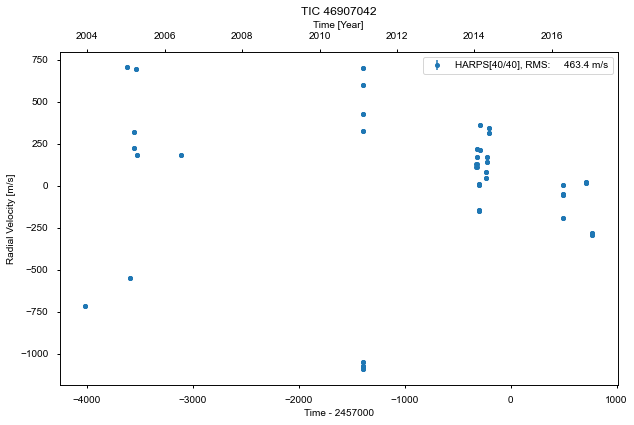 TIC 46907042
Time [Year]
2004 2006 2008 2010 2012 2014 2016
HARPS[40/40], RMS: 463.4 m/s
750
500
250
0
−250
−500
−750
−1000
Radial Velocity [m/s]
−4000 −3000 −2000 −1000 0 1000
Time - 2457000